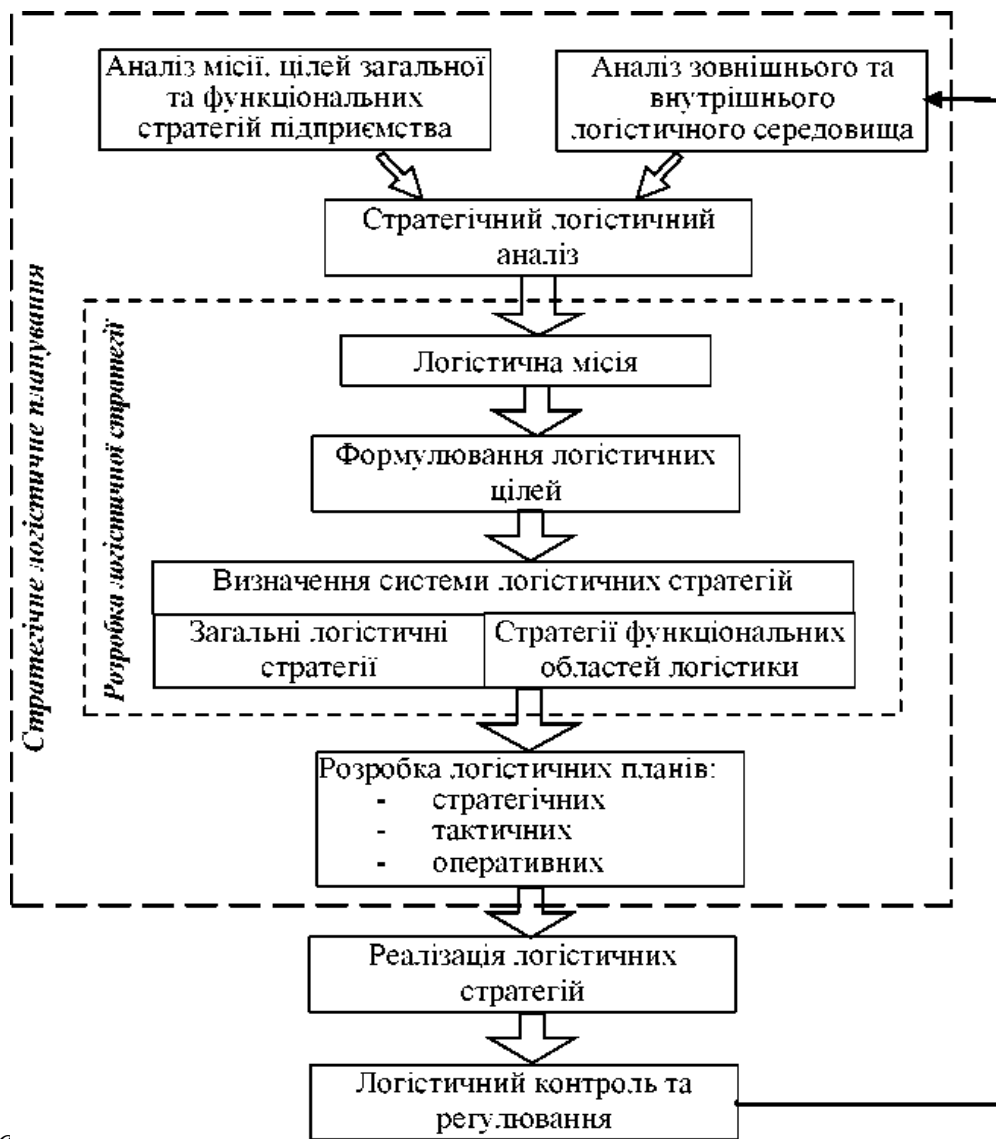 Аналіз місії, цілей загальної
та функціональних
стратегій підприємства
Аналіз зовнішнього та
внутрішнього
логістичного середовища
Стратегічний логістичний
аналіз
Стратегічне логістичне планування
Розробка логістичної стратегії
Логістична місія
Формулювання логістичних
цілей
Визначення системи логістичних стратегій
Загальні логістичні
стратегії
Стратегії функціональних
областей логістики
Розробка логістичних планів:
- стратегічних
- тактичних
- оперативних
Реалізація логістичних
стратегій
Логістичний контроль та
регулювання